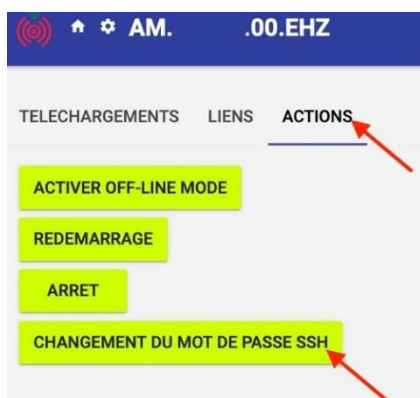 AM. .00.EHZ
TELECHARGEMENTS LIENS ACTIONS
ACTIVER OFF-LINE MODE
REDEMARRAGE
ARRET
CHANGEMENT DU MOT DE PASSE SSH